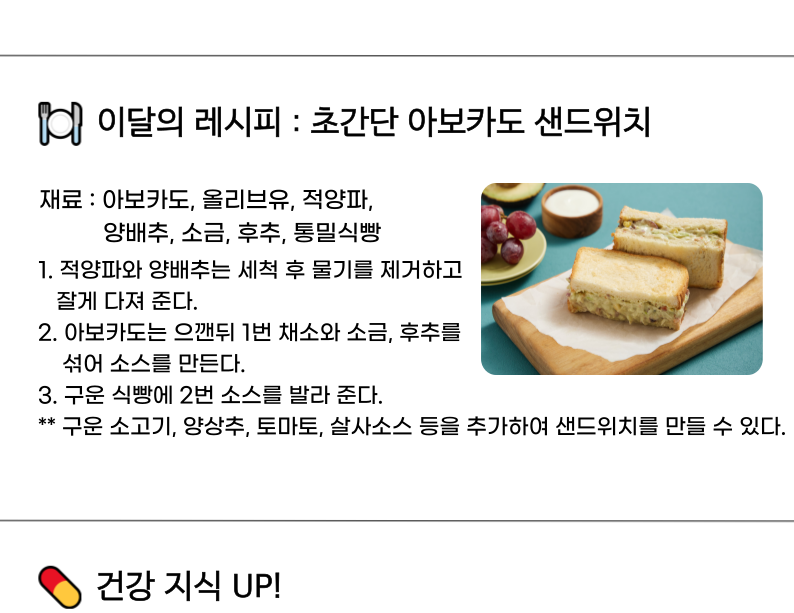 이달의 레시피 : 초간단 아보카도 샌드위치
재료 : 아보카도, 올리브유, 적양파,
양배추, 소금, 후추, 통밀식빵
1. 적양파와 양배추는 세척 후 물기를 제거하고
잘게 다져 준다.
2. 아보카도는 으깬뒤 1번 채소와 소금, 후추를
섞어 소스를 만든다.
3. 구운 식빵에 2번 소스를 발라 준다.
** 구운 소고기, 양상추, 토마토, 살사소스 등을 추가하여 샌드위치를 만들 수 있다.
건강 지식 UP!